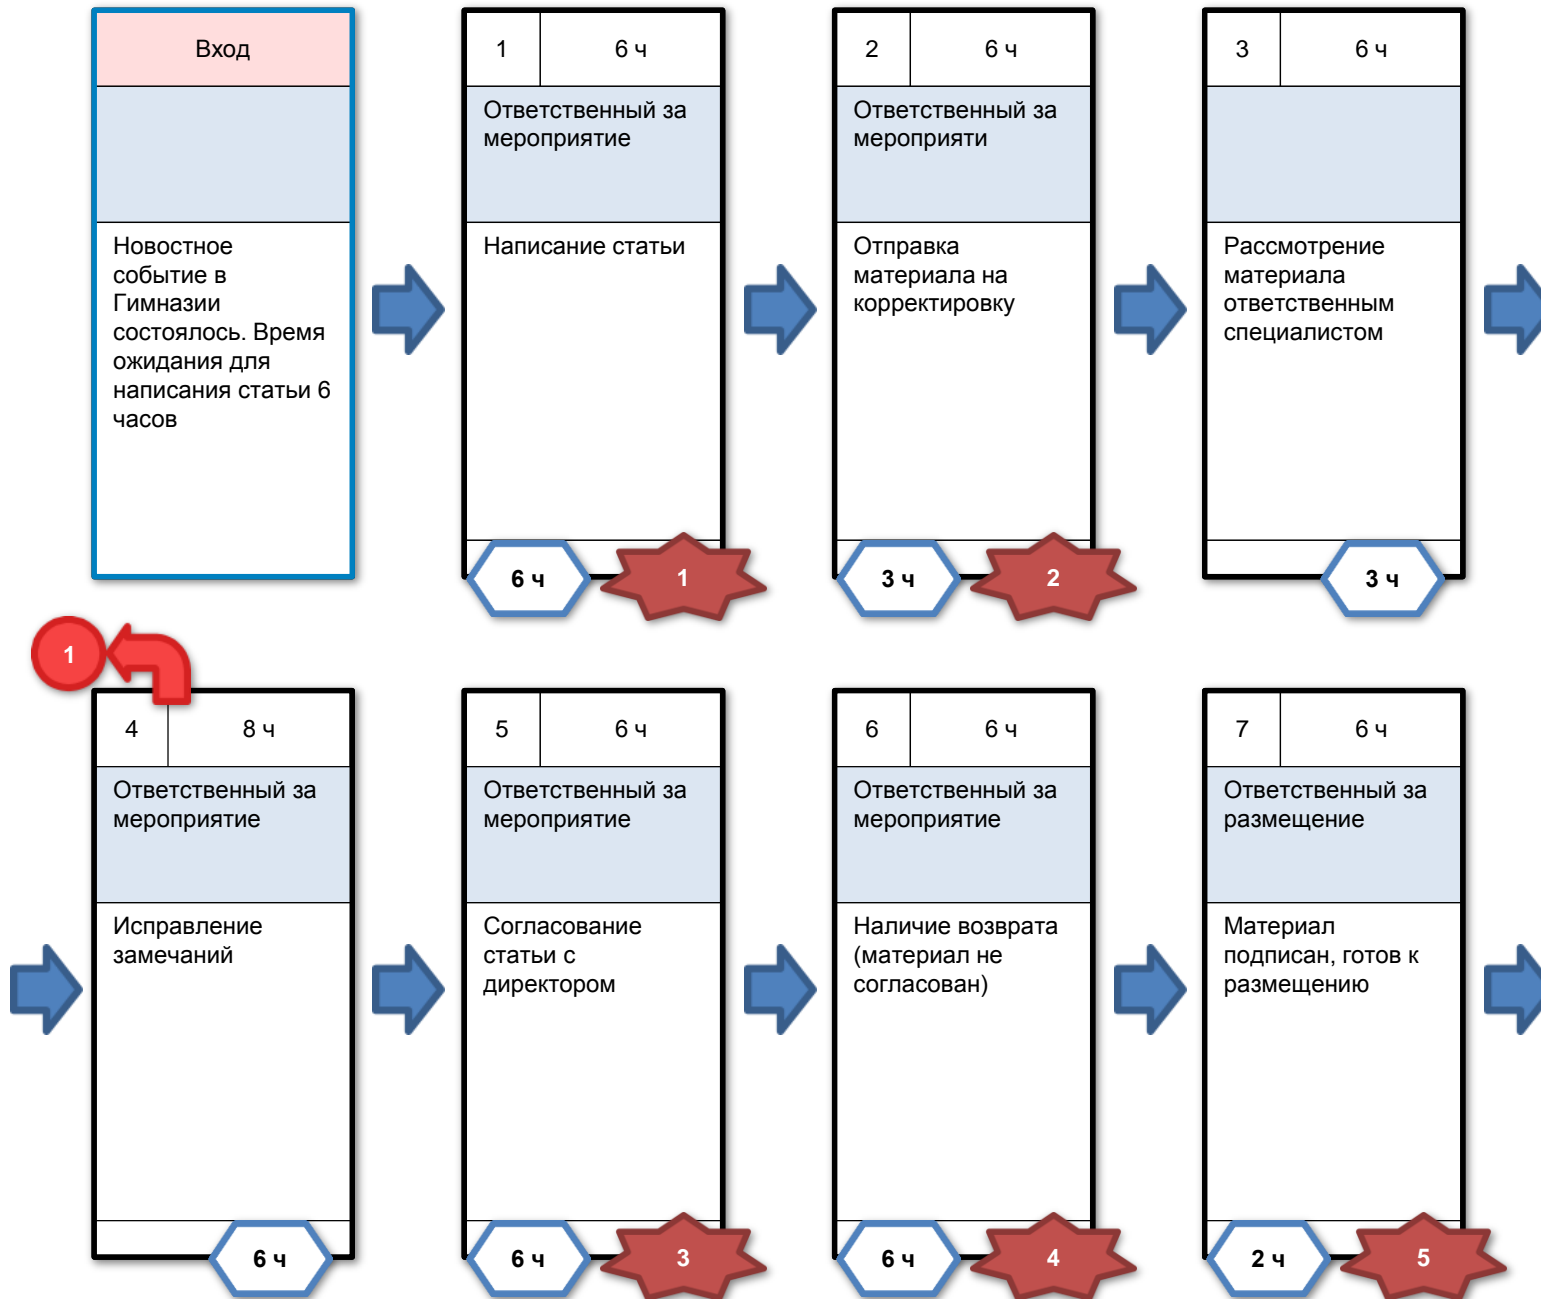 Вход
Новостное
событие в
Гимназии
состоялось. Время
ожидания для
написания статьи 6
часов
1
6 ч
Ответственный за
мероприятие
Написание статьи
6 ч
1
2
6 ч
Ответственный за
мероприяти
Отправка
материала на
корректировку
3 ч
2
3
6 ч
Рассмотрение
материала
ответственным
специалистом
3 ч
1
4
8 ч
Ответственный за
мероприятие
Исправление
замечаний
6 ч
5
6 ч
Ответственный за
мероприятие
Согласование
статьи с
директором
6 ч
3
6
6 ч
Ответственный за
мероприятие
Наличие возврата
(материал не
согласован)
6 ч
4
7
6 ч
Ответственный за
размещение
Материал
подписан, готов к
размещению
2 ч
5